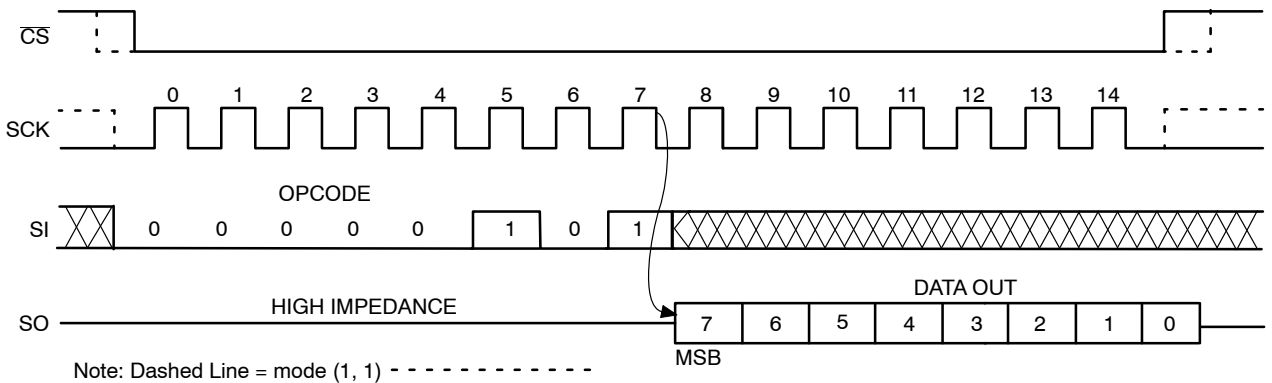 CS
0 1 2 3 4 5 6 7 8 9 10 11 12 13 14
SCK
OPCODE
SI 0 0 0 0 0 1 0 1
DATA OUT
HIGH IMPEDANCE
SO 7 6 5 4 3 2 1 0
MSB
Note: Dashed Line = mode (1, 1)